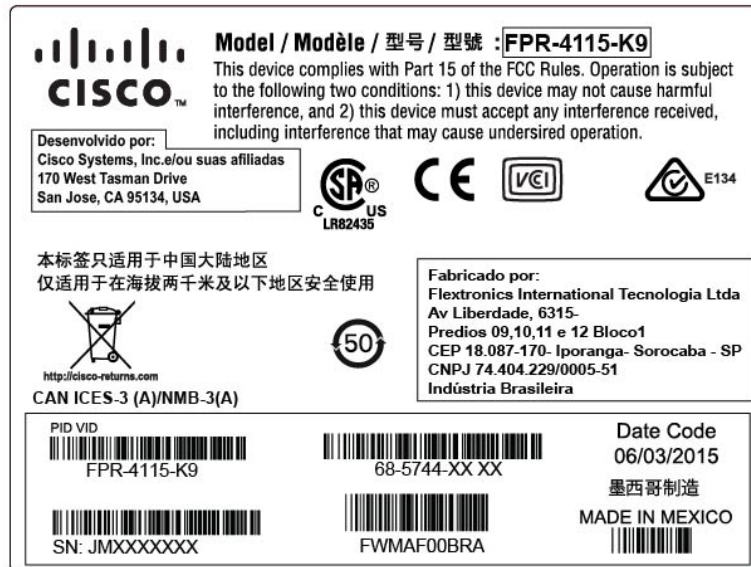 CISCO™
Model / Modèle / 型号 / 型號 : FPR-4115-K9
This device complies with Part 15 of the FCC Rules. Operation is subject
to the following two conditions: 1) this device may not cause harmful
interference, and 2) this device must accept any interference received,
including interference that may cause undersired operation.
Desenvolvido por:
Cisco Systems, Inc.e/ou suas afiliadas
170 West Tasman Drive
San Jose, CA 95134, USA
C SA ® US
LR82435
CE
VCI
E134
本标签只适用于中国大陆地区
仅适用于在海拔两千米及以下地区安全使用
http://cisco-returns.com
50
CAN ICES-3 (A)/NMB-3(A)
Fabricado por:
Flextronics International Tecnologia Ltda
Av Liberdade, 6315-
Predios 09,10,11 e 12 Bloco1
CEP 18.087-170- Iporanga- Sorocaba - SP
CNPJ 74.404.229/0005-51
Indústria Brasileira
PID VID
FPR-4115-K9
68-5744-XX XX
SN: JMXXXXXXX
FWMAF00BRA
Date Code
06/03/2015
墨西哥制造
MADE IN MEXICO